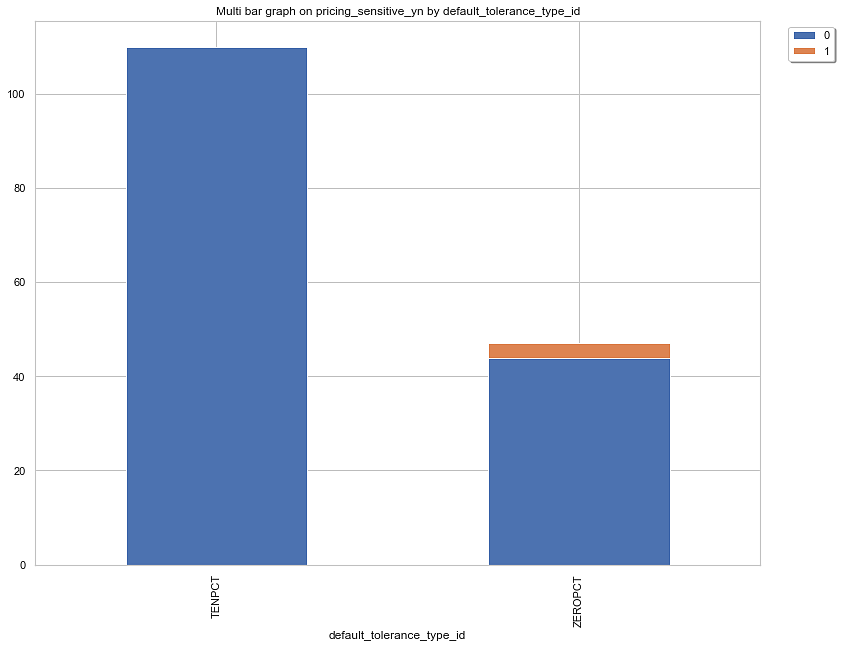 Multi bar graph on pricing_sensitive_yn by default_tolerance_type_id
0
1
100
80
60
40
20
0
TENPCT
ZEROPCT
default_tolerance_type_id